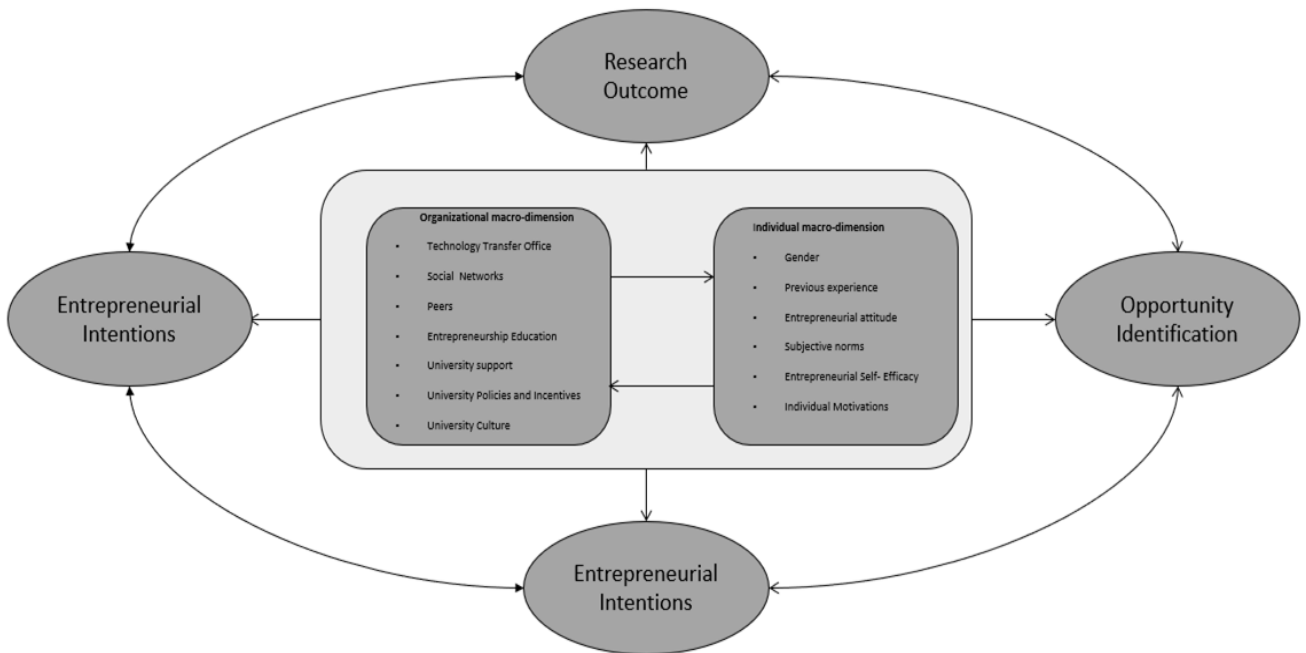 Research
Outcome
Organizational macro-dimension
▪ Technology Transfer Office
▪ Social Networks
▪ Peers
▪ Entrepreneurship Education
▪ University support
▪ University Policies and Incentives
▪ University Culture
Individual macro-dimension
▪ Gender
▪ Previous experience
▪ Entrepreneurial attitude
▪ Subjective norms
▪ Entrepreneurial Self- Efficacy
▪ Individual Motivations
Entrepreneurial
Intentions
Opportunity
Identification
Entrepreneurial
Intentions